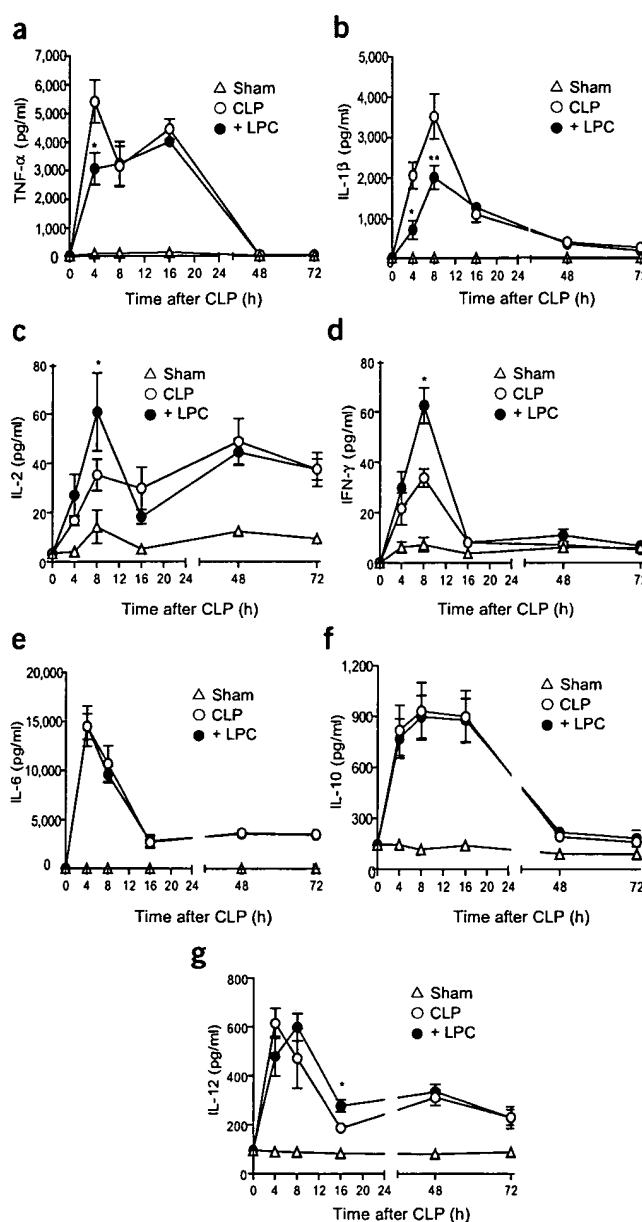 a
TNF-α (pg/ml)
7,000
6,000
5,000
4,000
3,000
2,000
1,000
0
*
△ Sham
○ CLP
● + LPC
0 4 8 12 16 20 24 48 72
Time after CLP (h)
b
IL-1β (pg/ml)
5,000
4,000
3,000
2,000
1,000
0
*
**
△ Sham
○ CLP
● + LPC
0 4 8 12 16 20 24 48 72
Time after CLP (h)
c
IL-2 (pg/ml)
80
60
40
20
0
*
△ Sham
○ CLP
● + LPC
0 4 8 12 16 20 24 48 72
Time after CLP (h)
d
IFN-γ (pg/ml)
80
60
40
20
0
*
△ Sham
○ CLP
● + LPC
0 4 8 12 16 20 24 48 72
Time after CLP (h)
e
IL-6 (pg/ml)
20,000
15,000
10,000
5,000
0
△ Sham
○ CLP
● + LPC
0 4 8 12 16 20 24 48 72
Time after CLP (h)
f
IL-10 (pg/ml)
1,200
900
600
300
0
△ Sham
○ CLP
● + LPC
0 4 8 12 16 20 24 48 72
Time after CLP (h)
g
IL-12 (pg/ml)
800
600
400
200
0
*
△ Sham
○ CLP
● + LPC
0 4 8 12 16 20 24 48 72
Time after CLP (h)